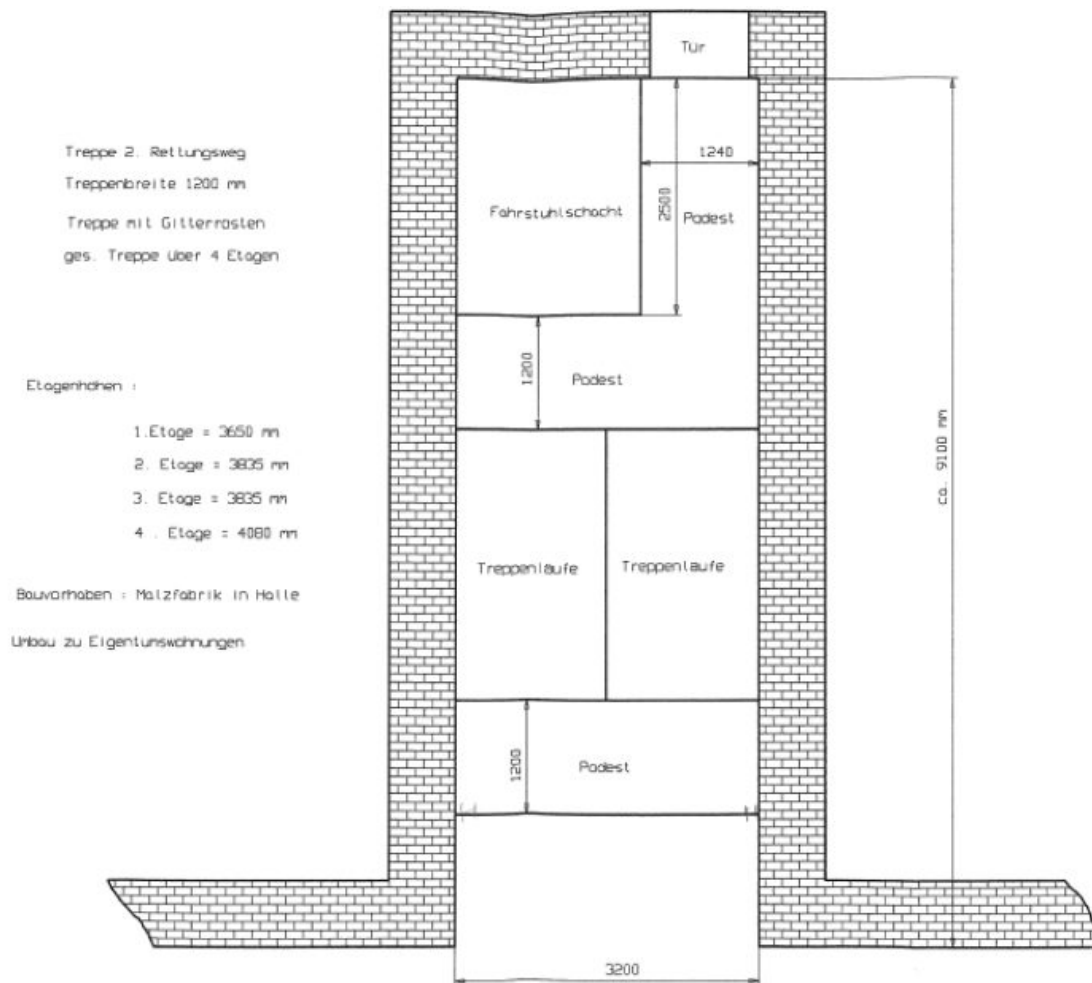 Tür
Treppe 2. Rettungsweg
Treppenbreite 1200 mm
Treppe mit Gitterrosten
ges. Treppe über 4 Etagen
1240
2500
Fahrstuhlschacht
Podest
1200
Podest
Etagenhöhen :
1.Etage = 3650 mm
2. Etage = 3835 mm
3. Etage = 3835 mm
4 . Etage = 4080 mm
ca. 9100 mm
Treppenläufe
Treppenläufe
Bauvorhaben : Malzfabrik in Halle
Umbau zu Eigentumswohnungen
1200
Podest
3200